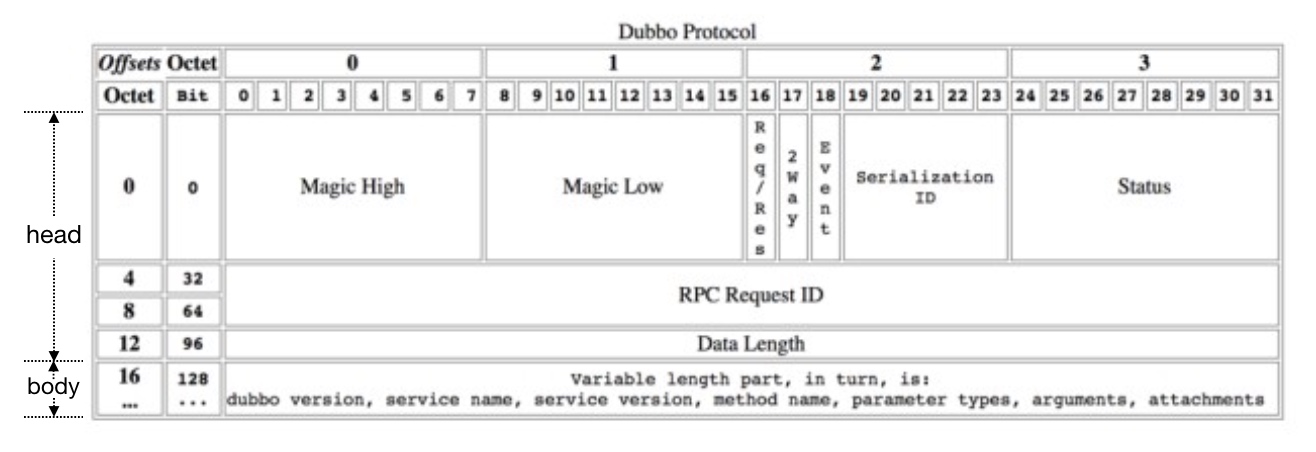 Dubbo Protocol
Offsets Octet 0 1 2 3
Octet Bit 0 1 2 3 4 5 6 7 8 9 10 11 12 13 14 15 16 17 18 19 20 21 22 23 24 25 26 27 28 29 30 31
head
0 0 Magic High Magic Low Req/Res 2Way Event Serialization ID Status
4 32
RPC Request ID
8 64
12 96 Data Length
body
16 128 Variable length part, in turn, is:
... ... dubbo version, service name, service version, method name, parameter types, arguments, attachments